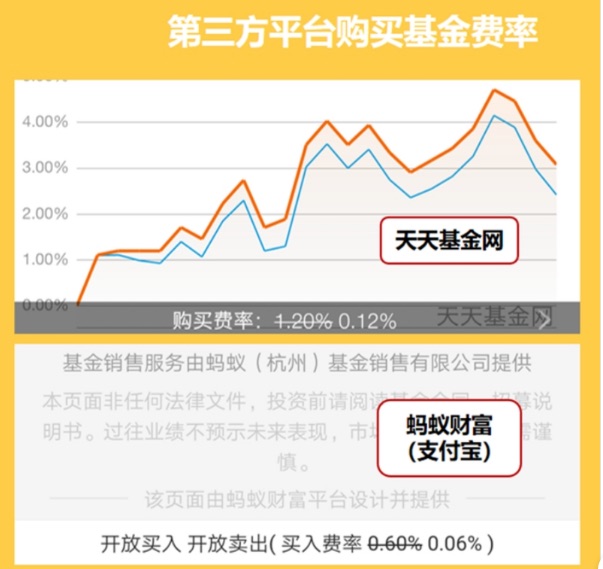 第三方平台购买基金费率
4.00%
3.00%
2.00%
1.00%
0.00%
天天基金网
购买费率：1.20% 0.12%
天天基金网
基金销售服务由蚂蚁（杭州）基金销售有限公司提供
本页面非任何法律文件，投资前请阅读基金合同，招募说
明书。过往业绩不预示未来表现，市
需谨
慎。
蚂蚁财富
(支付宝)
该页面由蚂蚁财富平台设计并提供
开放买入 开放卖出( 买入费率 0.60% 0.06% )